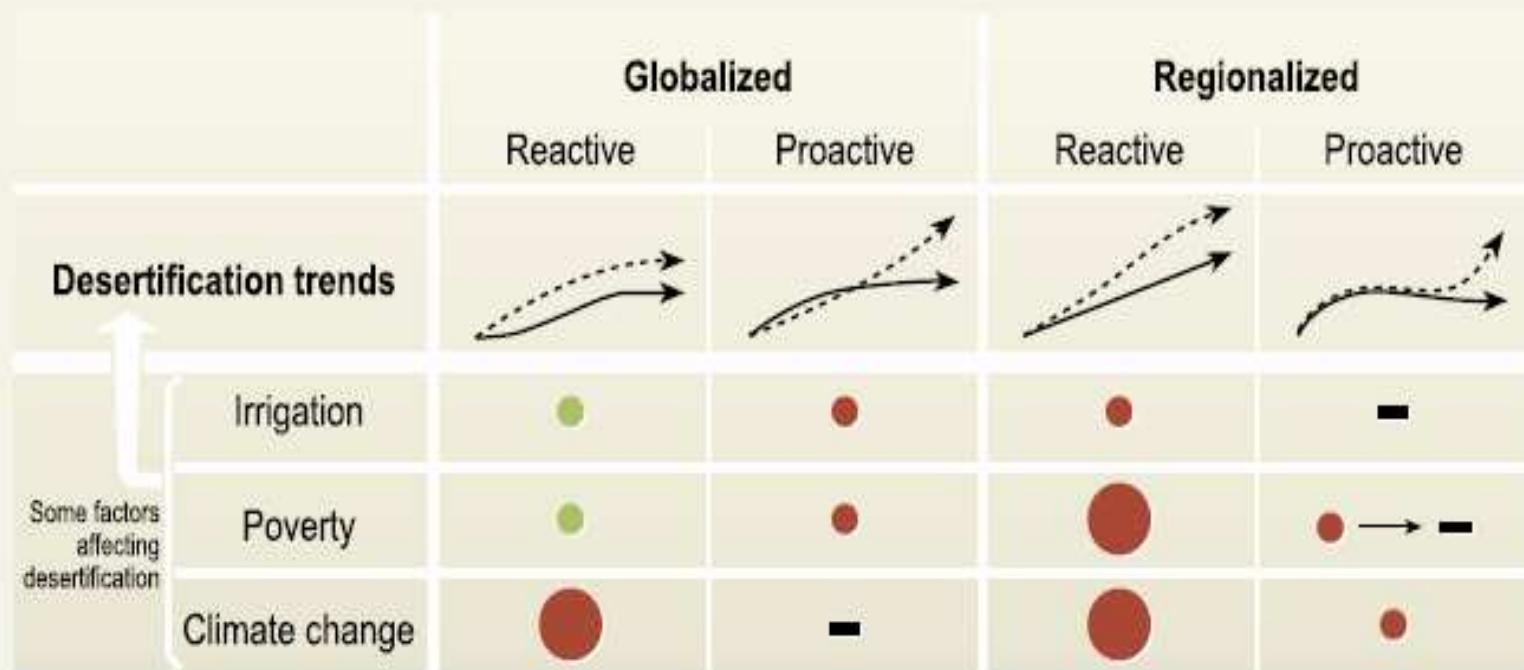 Globalized
Regionalized
Reactive
Proactive
Reactive
Proactive
Desertification trends
Irrigation
Some factors
affecting
desertification
Poverty
Climate change